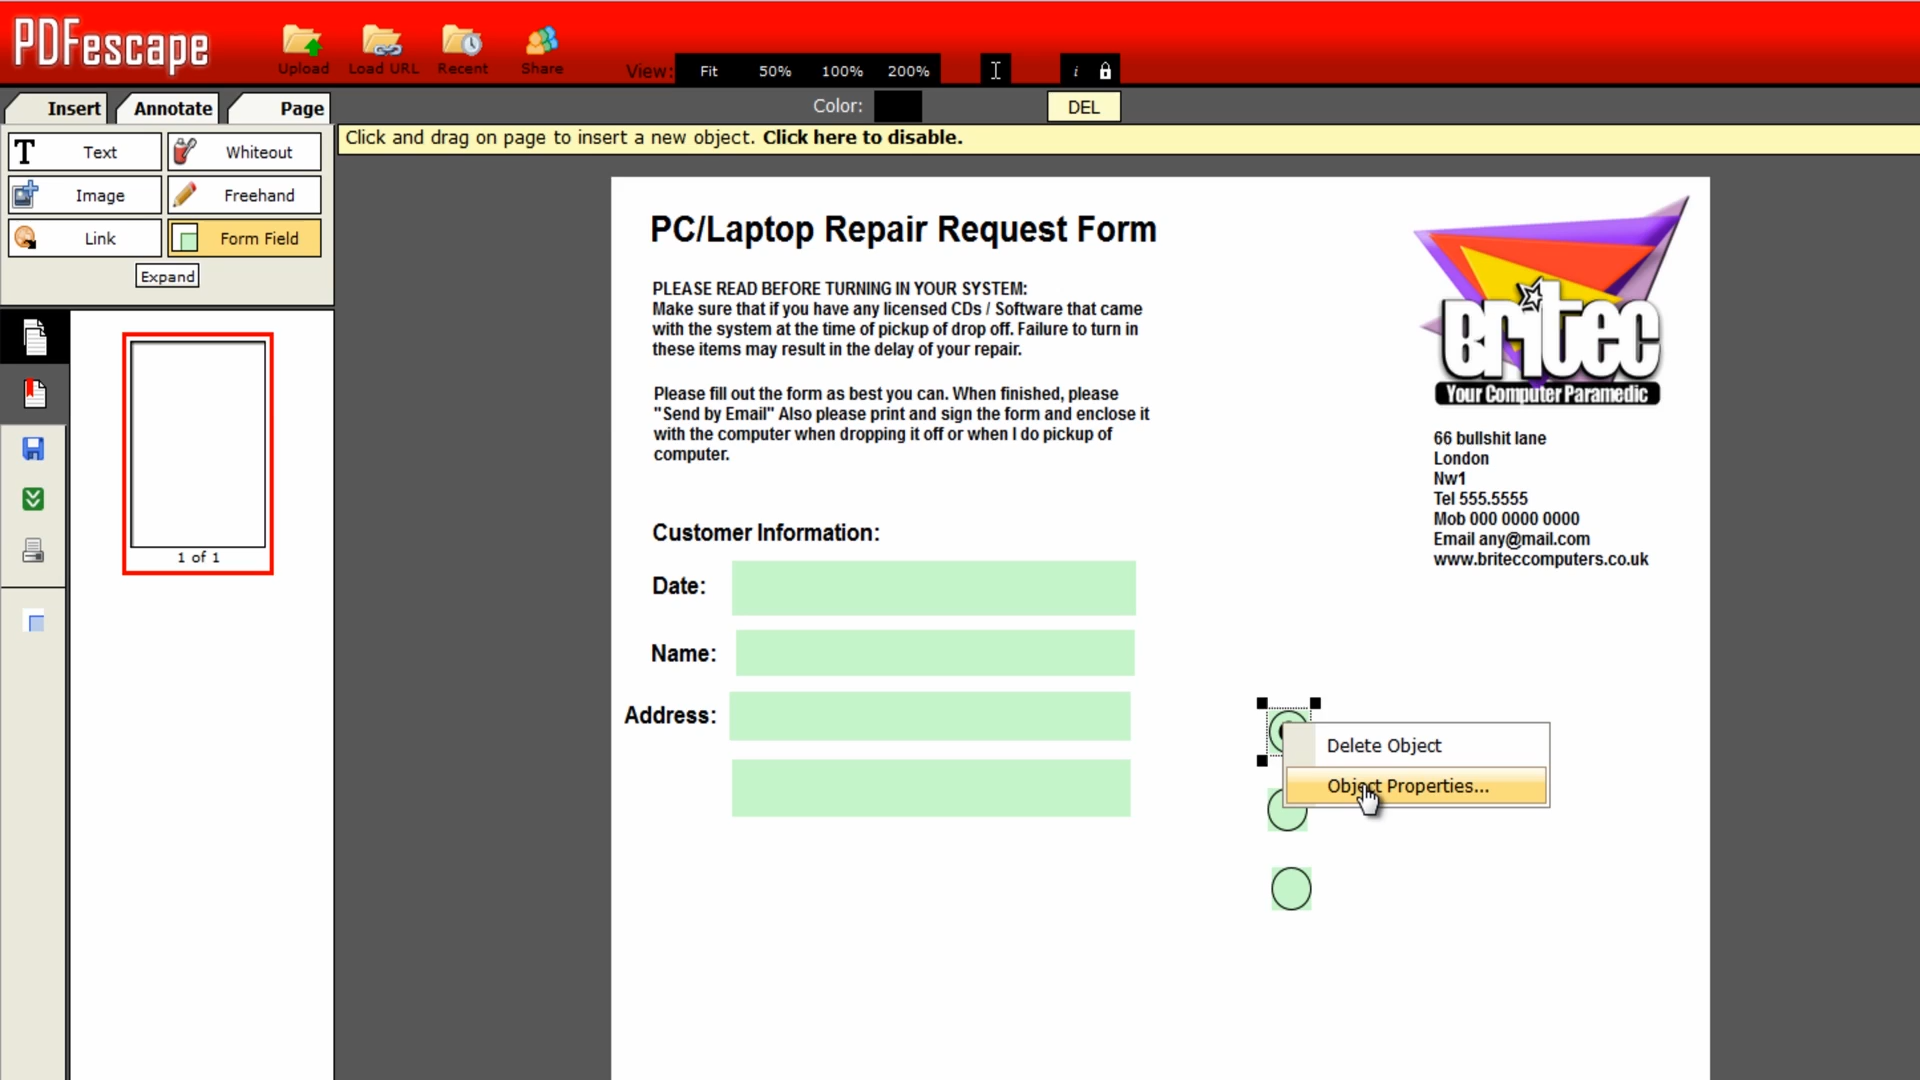 PDFescape
Upload
Load URL
Recent
Share
View:
Fit
50%
100%
200%
i
Insert
Annotate
Page
Color:
DEL
Text
Whiteout
Image
Freehand
Link
Form Field
Expand
Click and drag on page to insert a new object. Click here to disable.
1 of 1
PC/Laptop Repair Request Form
PLEASE READ BEFORE TURNING IN YOUR SYSTEM:
Make sure that if you have any licensed CDs / Software that came
with the system at the time of pickup of drop off. Failure to turn in
these items may result in the delay of your repair.
Please fill out the form as best you can. When finished, please
"Send by Email" Also please print and sign the form and enclose it
with the computer when dropping it off or when I do pickup of
computer.
Britec
Your Computer Paramedic
66 bullshit lane
London
Nw1
Tel 555.5555
Mob 000 0000 0000
Email any@mail.com
www.briteccomputers.co.uk
Customer Information:
Date:
Name:
Address:
Delete Object
Object Properties...